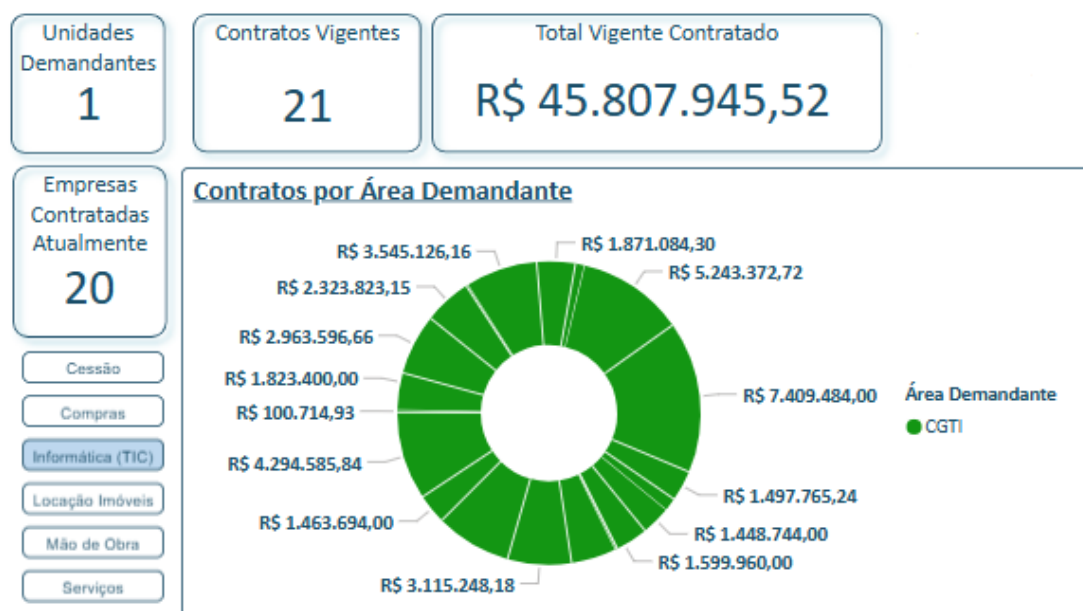 Unidades
Demandantes
1
Contratos Vigentes
21
Total Vigente Contratado
R$ 45.807.945,52
Empresas
Contratadas
Atualmente
20
Cessão
Compras
Informática (TIC)
Locação Imóveis
Mão de Obra
Serviços
Contratos por Área Demandante
R$ 1.871.084,30
R$ 5.243.372,72
R$ 7.409.484,00
R$ 1.497.765,24
R$ 1.448.744,00
R$ 1.599.960,00
R$ 3.115.248,18
R$ 1.463.694,00
R$ 4.294.585,84
R$ 100.714,93
R$ 1.823.400,00
R$ 2.963.596,66
R$ 2.323.823,15
R$ 3.545.126,16
Área Demandante
CGTI